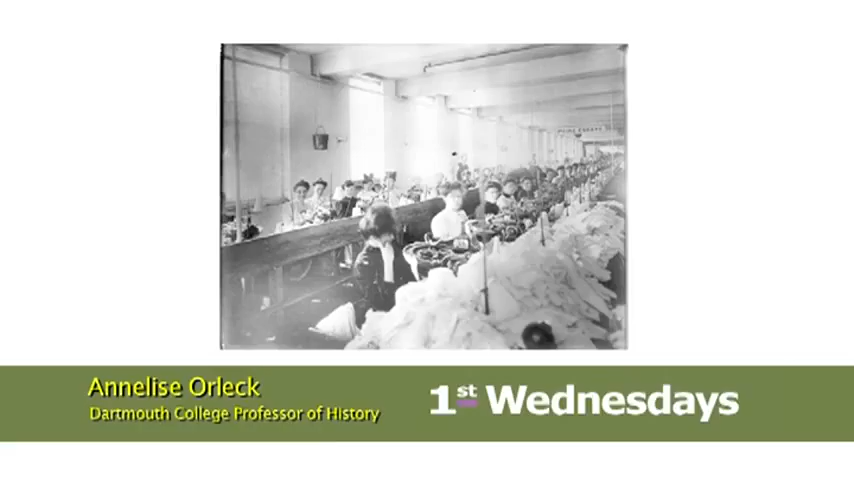 Annelise Orleck
Dartmouth College Professor of History
1st Wednesdays